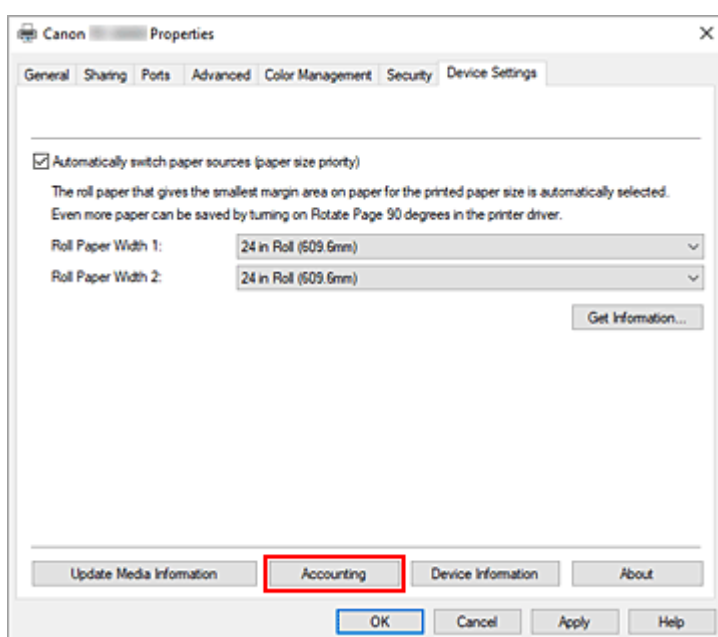 Canon Properties
General Sharing Ports Advanced Color Management Security Device Settings
Automatically switch paper sources (paper size priority)
The roll paper that gives the smallest margin area on paper for the printed paper size is automatically selected.
Even more paper can be saved by turning on Rotate Page 90 degrees in the printer driver.
Roll Paper Width 1: 24 in Roll (609.6mm)
Roll Paper Width 2: 24 in Roll (609.6mm)
Get Information...
Update Media Information Accounting Device Information About
OK Cancel Apply Help